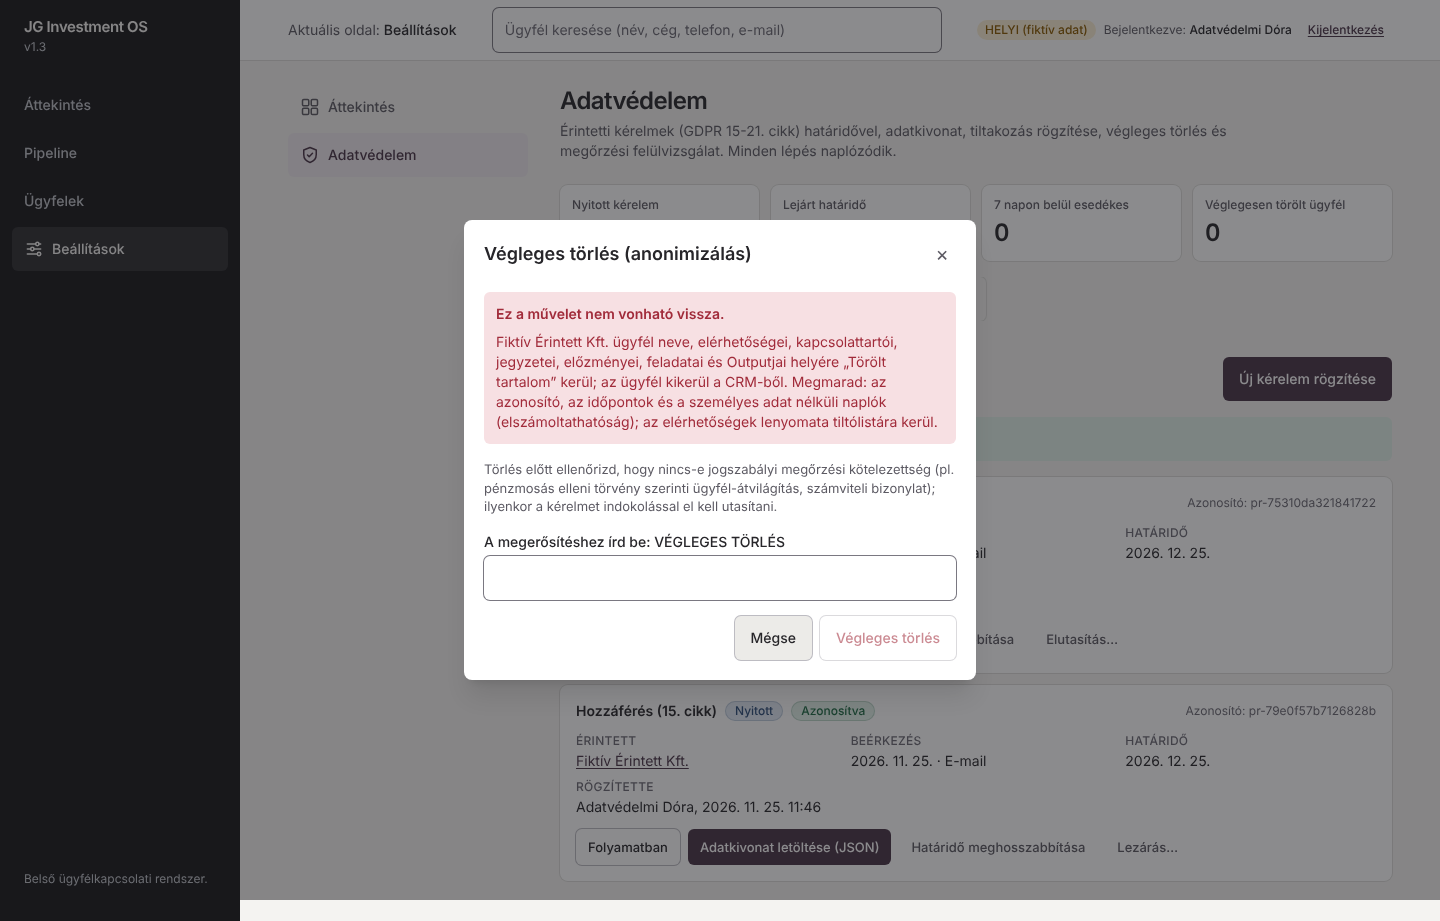 JG Investment OS
v1.3
Áttekintés
Pipeline
Ügyfelek
Beállítások
Belső ügyfélkapcsolati rendszer.
Aktuális oldal: Beállítások
Ügyfél keresése (név, cég, telefon, e-mail)
HELYI (fiktív adat)
Bejelentkezve: Adatvédelmi Dóra
Kijelentkezés
Áttekintés
Adatvédelem
Adatvédelem
Érintetti kérelmek (GDPR 15-21. cikk) határidővel, adatkivonat, tiltakozás rögzítése, végleges törlés és
megőrzési felülvizsgálat. Minden lépés naplózódik.
Nyitott kérelem
Lejárt határidő
7 napon belül esedékes
0
Véglegesen törölt ügyfél
0
Új kérelem rögzítése
Végleges törlés (anonimizálás)
×
Ez a művelet nem vonható vissza.
Fiktív Érintett Kft. ügyfél neve, elérhetőségei, kapcsolattartói,
jegyzetei, előzményei, feladatai és Outputjai helyére „Törölt
tartalom” kerül; az ügyfél kikerül a CRM-ből. Megmarad: az
azonosító, az időpontok és a személyes adat nélküli naplók
(elszámoltathatóság); az elérhetőségek lenyomata tiltólistára kerül.
Törlés előtt ellenőrizd, hogy nincs-e jogszabályi megőrzési kötelezettség (pl.
pénzmosás elleni törvény szerinti ügyfél-átvilágítás, számviteli bizonylat);
ilyenkor a kérelmet indokolással el kell utasítani.
A megerősítéshez írd be: VÉGLEGES TÖRLÉS
Mégse
Végleges törlés
Azonosító: pr-75310da321841722
HATÁRIDŐ
ail
2026. 12. 25.
bítása
Elutasítás...
Hozzáférés (15. cikk)
Nyitott
Azonosítva
Azonosító: pr-79e0f57b7126828b
ÉRINTETT
BEÉRKEZÉS
HATÁRIDŐ
Fiktív Érintett Kft.
2026. 11. 25. · E-mail
2026. 12. 25.
RÖGZÍTETTE
Adatvédelmi Dóra, 2026. 11. 25. 11:46
Folyamatban
Adatkivonat letöltése (JSON)
Határidő meghosszabbítása
Lezárás...